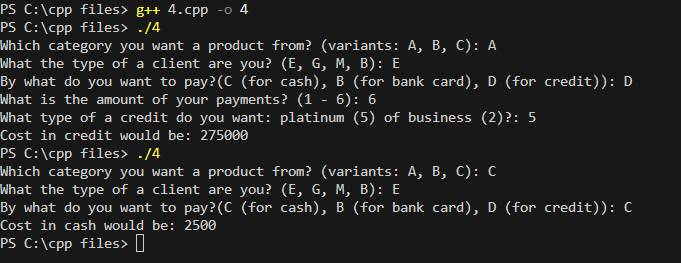 PS C:\cpp files> g++ 4.cpp -o 4
PS C:\cpp files> ./4
Which category you want a product from? (variants: A, B, C): A
What the type of a client are you? (E, G, M, B): E
By what do you want to pay?(C (for cash), B (for bank card), D (for credit)): D
What is the amount of your payments? (1 - 6): 6
What type of a credit do you want: platinum (5) of business (2)?: 5
Cost in credit would be: 275000
PS C:\cpp files> ./4
Which category you want a product from? (variants: A, B, C): C
What the type of a client are you? (E, G, M, B): E
By what do you want to pay?(C (for cash), B (for bank card), D (for credit)): C
Cost in cash would be: 2500
PS C:\cpp files>